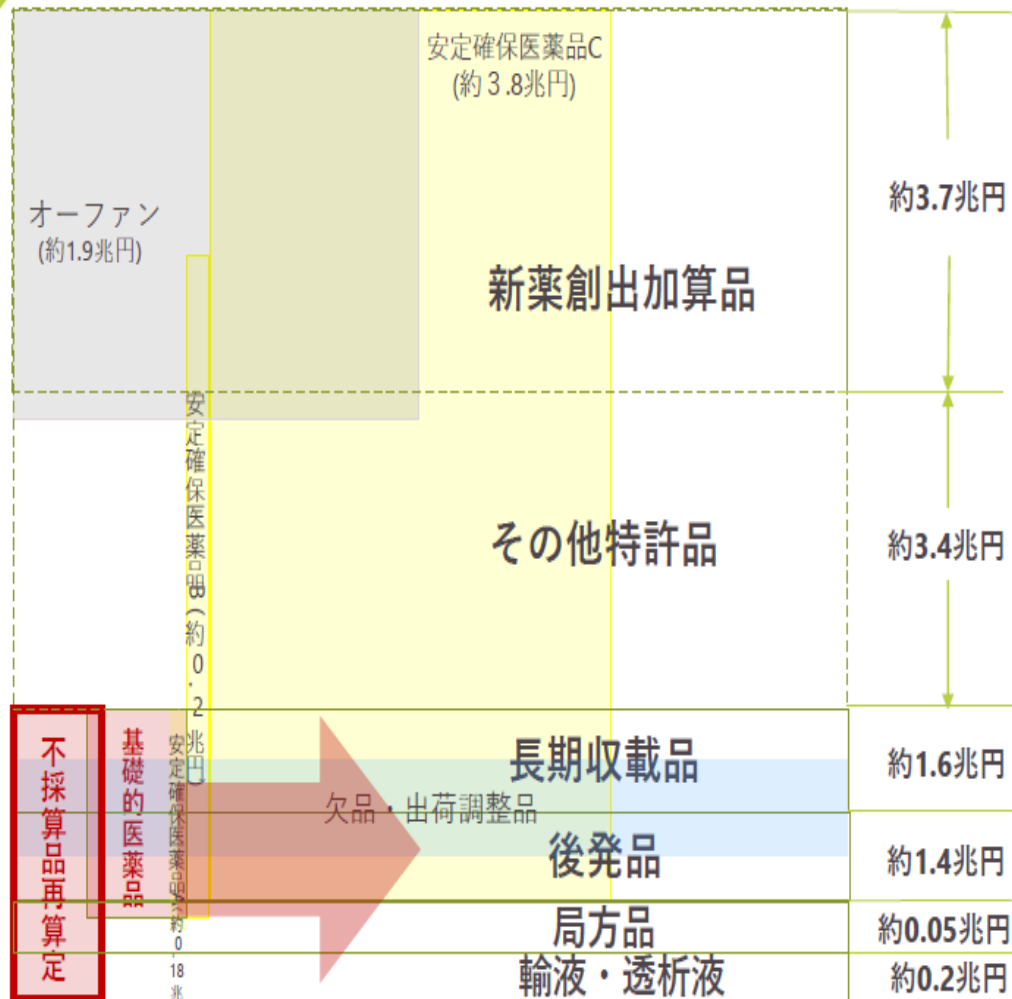 安定確保医薬品C
(約３.8兆円)
オーファン
(約1.9兆円)
新薬創出加算品
約3.7兆円
安定確保医薬品B(約0.2兆円)
その他特許品
約3.4兆円
不採算品再算定
基礎的医薬品
安定確保医薬品A(約0.18兆
長期収載品
約1.6兆円
欠品・出荷調整品
後発品
約1.4兆円
局方品
約0.05兆円
輸液・透析液
約0.2兆円